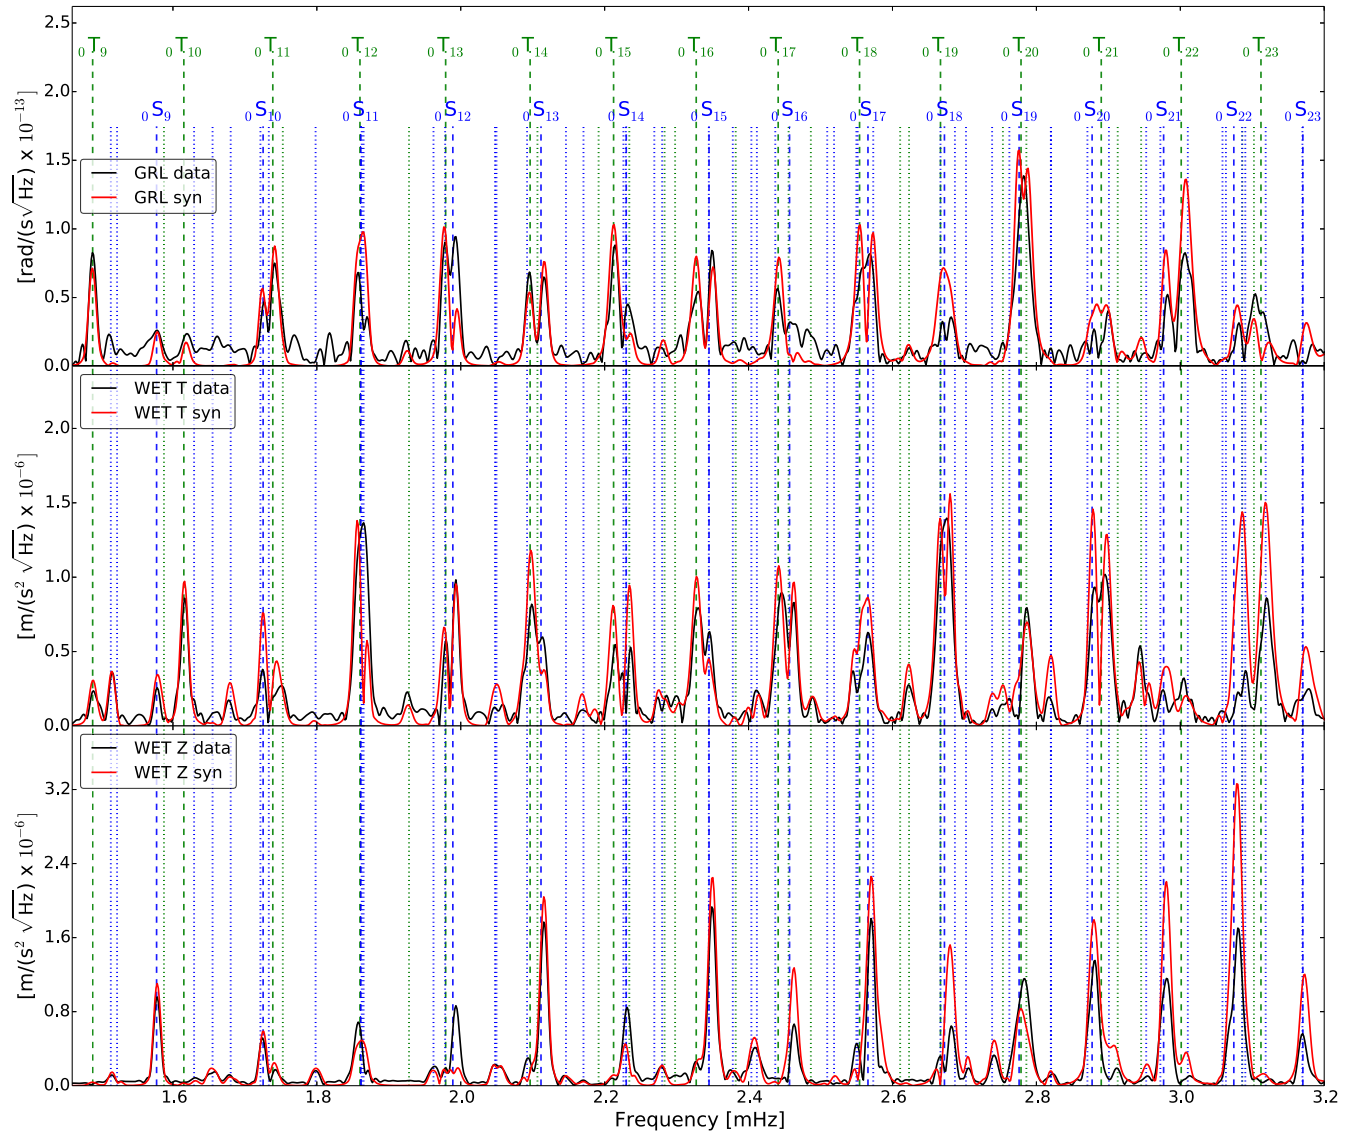 [rad/(s√Hz) x 10⁻¹³]
2.5
2.0
1.5
1.0
0.5
0.0
₀T₉ ₀T₁₀ ₀T₁₁ ₀T₁₂ ₀T₁₃ ₀T₁₄ ₀T₁₅ ₀T₁₆ ₀T₁₇ ₀T₁₈ ₀T₁₉ ₀T₂₀ ₀T₂₁ ₀T₂₂ ₀T₂₃
₀S₉ ₀S₁₀ ₀S₁₁ ₀S₁₂ ₀S₁₃ ₀S₁₄ ₀S₁₅ ₀S₁₆ ₀S₁₇ ₀S₁₈ ₀S₁₉ ₀S₂₀ ₀S₂₁ ₀S₂₂ ₀S₂₃
GRL data
GRL syn
[m/(s² √Hz) x 10⁻⁶]
2.0
1.5
1.0
0.5
0.0
WET T data
WET T syn
[m/(s² √Hz) x 10⁻⁶]
3.2
2.4
1.6
0.8
0.0
WET Z data
WET Z syn
1.6 1.8 2.0 2.2 2.4 2.6 2.8 3.0 3.2
Frequency [mHz]